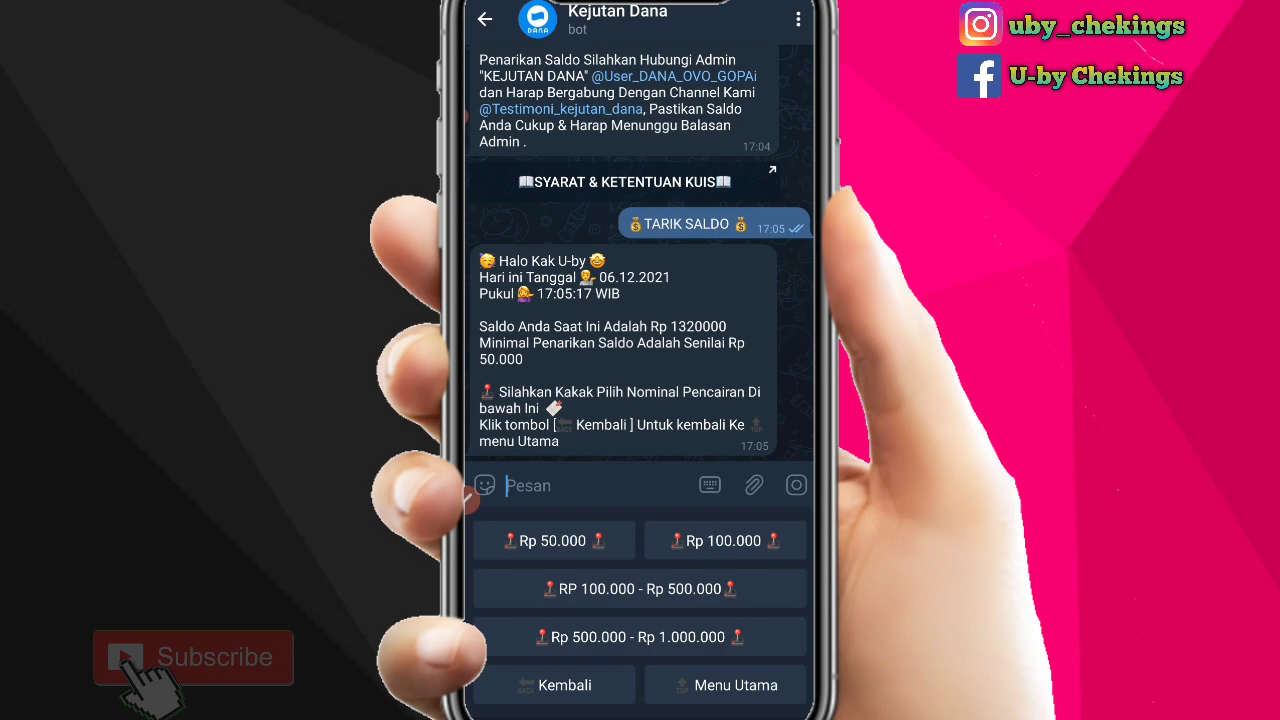 Kejutan Dana
bot
DANA
Penarikan Saldo Silahkan Hubungi Admin
"KEJUTAN DANA" @User_DANA_OVO_GOPAi
dan Harap Bergabung Dengan Channel Kami
@Testimoni_kejutan_dana, Pastikan Saldo
Anda Cukup & Harap Menunggu Balasan
Admin .
17:04
📖SYARAT & KETENTUAN KUIS📖
💰TARIK SALDO 💰
17:05
🥳 Halo Kak U-by 🤩
Hari ini Tanggal 💁 06.12.2021
Pukul 💁‍♀️ 17:05:17 WIB
Saldo Anda Saat Ini Adalah Rp 1320000
Minimal Penarikan Saldo Adalah Senilai Rp
50.000
🕹 Silahkan Kakak Pilih Nominal Pencairan Di
bawah Ini
Klik tombol [🔙 Kembali ] Untuk kembali Ke 🔝
menu Utama
17:05
Pesan
🕹Rp 50.000 🕹
🕹Rp 100.000 🕹
🕹RP 100.000 - Rp 500.000🕹
🕹Rp 500.000 - Rp 1.000.000 🕹
🔙 Kembali
🔝 Menu Utama
uby_chekings
U-by Chekings
Subscribe